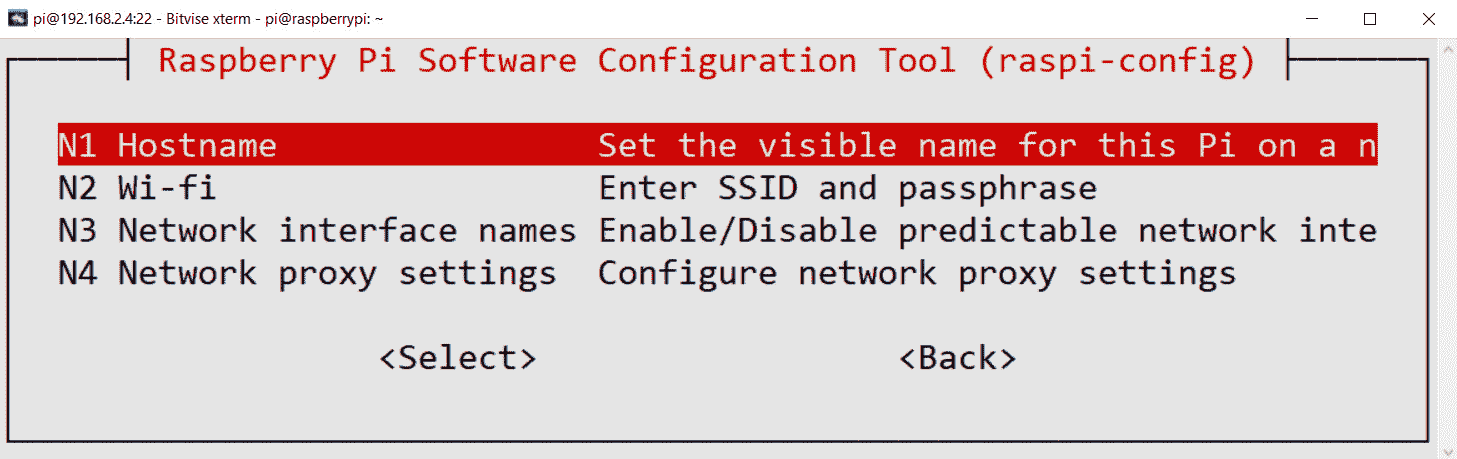 pi@192.168.2.4:22 - Bitvise xterm - pi@raspberrypi: ~
Raspberry Pi Software Configuration Tool (raspi-config)
N1 Hostname Set the visible name for this Pi on a n
N2 Wi-fi Enter SSID and passphrase
N3 Network interface names Enable/Disable predictable network inte
N4 Network proxy settings Configure network proxy settings
<Select> <Back>